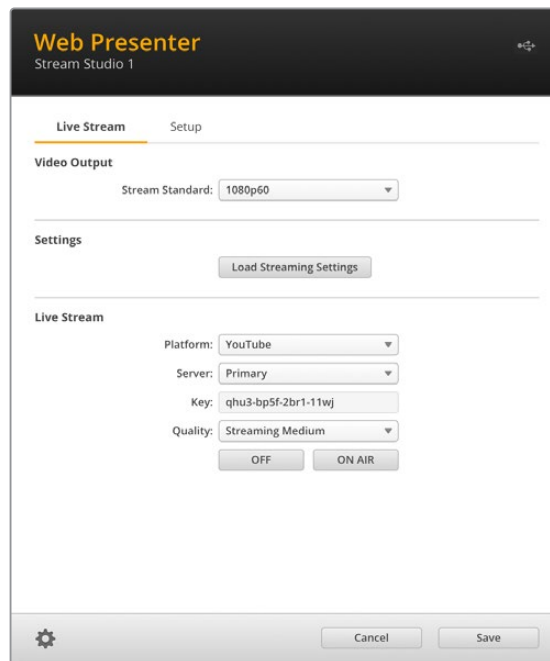 Web Presenter
Stream Studio 1
Live Stream Setup
Video Output
Stream Standard: 1080p60
Settings
Load Streaming Settings
Live Stream
Platform: YouTube
Server: Primary
Key: qhu3-bp5f-2br1-11wj
Quality: Streaming Medium
OFF ON AIR
Cancel Save